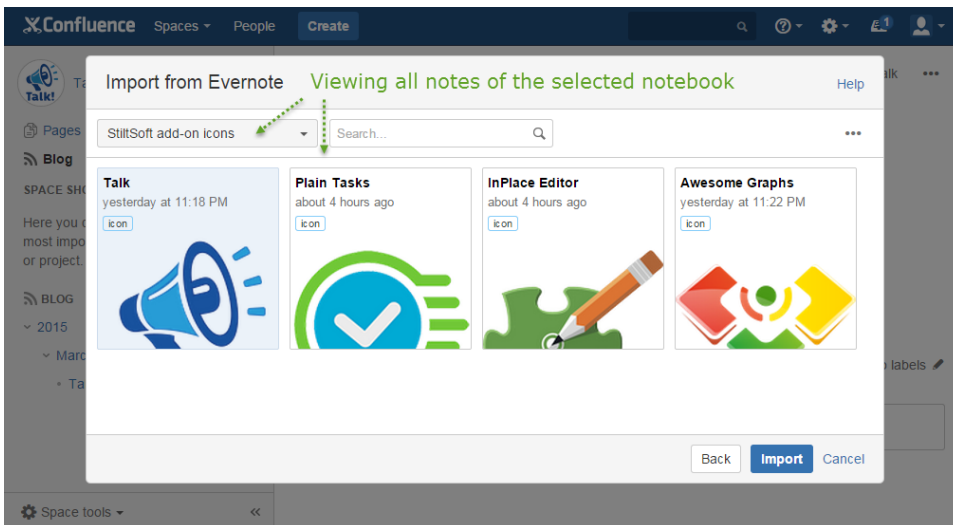 Confluence Spaces People Create
1
Talk!
Ta
Pages
Blog
SPACE SHO
Here you c
most impo
or project.
BLOG
2015
Marc
Ta
Space tools
alk
labels
Import from Evernote
Viewing all notes of the selected notebook
Help
StiltSoft add-on icons
Search...
Talk
yesterday at 11:18 PM
icon
Plain Tasks
about 4 hours ago
icon
InPlace Editor
about 4 hours ago
icon
Awesome Graphs
yesterday at 11:22 PM
icon
Back Import Cancel